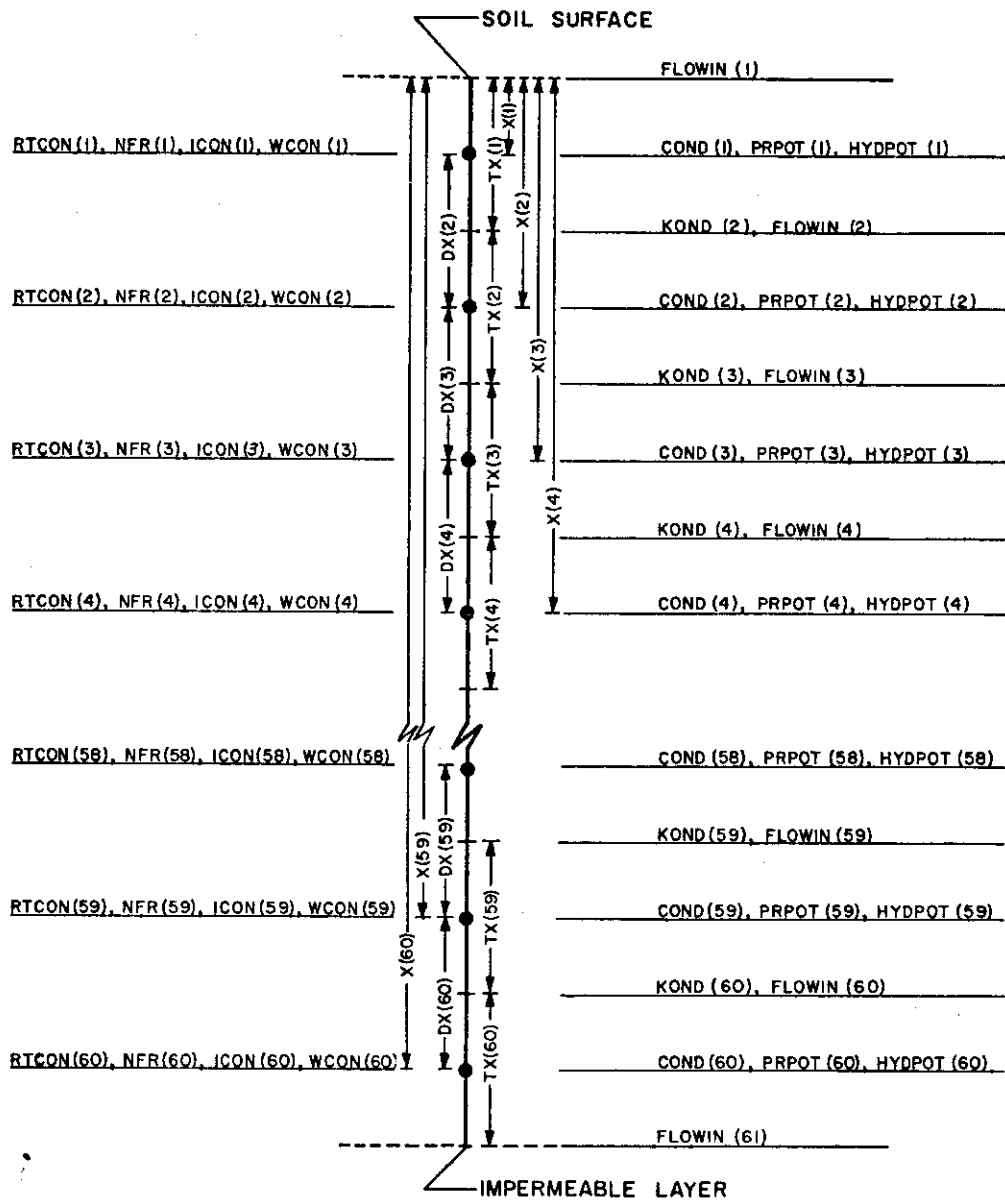 SOIL SURFACE
FLOWIN (1)
X(1)
TX(1)
RTCON(1), NFR(1), ICON(1), WCON(1)
COND(1), PRPOT(1), HYDPOT(1)
X(2)
DX(2)
KOND(2), FLOWIN(2)
TX(2)
RTCON(2), NFR(2), ICON(2), WCON(2)
COND(2), PRPOT(2), HYDPOT(2)
X(3)
DX(3)
KOND(3), FLOWIN(3)
TX(3)
RTCON(3), NFR(3), ICON(3), WCON(3)
COND(3), PRPOT(3), HYDPOT(3)
X(4)
DX(4)
KOND(4), FLOWIN(4)
TX(4)
RTCON(4), NFR(4), ICON(4), WCON(4)
COND(4), PRPOT(4), HYDPOT(4)
RTCON(58), NFR(58), ICON(58), WCON(58)
COND(58), PRPOT(58), HYDPOT(58)
X(59)
DX(59)
KOND(59), FLOWIN(59)
TX(59)
RTCON(59), NFR(59), ICON(59), WCON(59)
COND(59), PRPOT(59), HYDPOT(59)
X(60)
DX(60)
KOND(60), FLOWIN(60)
TX(60)
RTCON(60), NFR(60), ICON(60), WCON(60)
COND(60), PRPOT(60), HYDPOT(60)
FLOWIN (61)
IMPERMEABLE LAYER